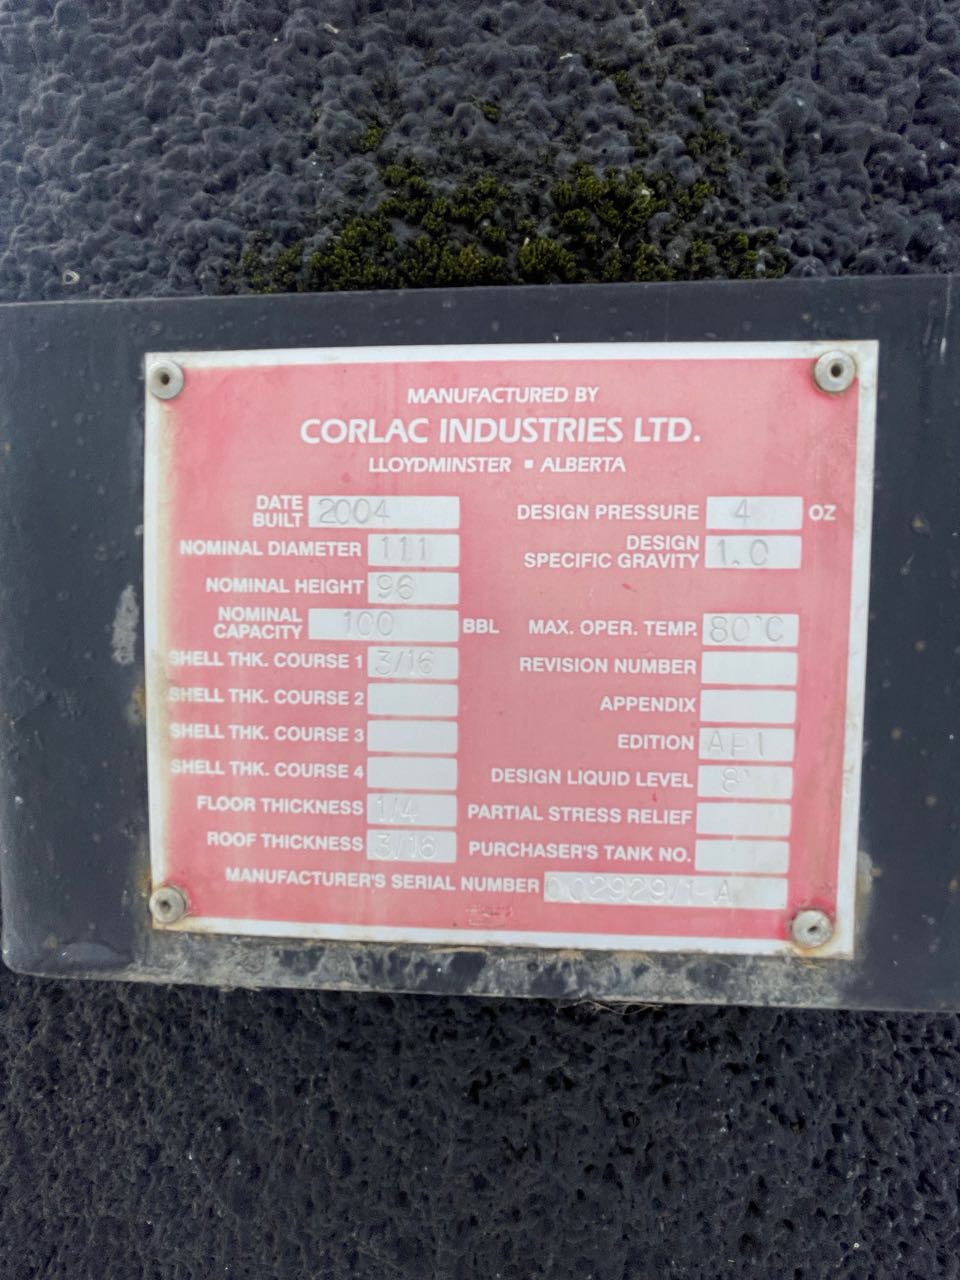 MANUFACTURED BY
CORLAC INDUSTRIES LTD.
LLOYDMINSTER ▪ ALBERTA
DATE BUILT 2004
NOMINAL DIAMETER 111
NOMINAL HEIGHT 96
NOMINAL CAPACITY 100 BBL
SHELL THK. COURSE 1 3/16
SHELL THK. COURSE 2
SHELL THK. COURSE 3
SHELL THK. COURSE 4
FLOOR THICKNESS 1/4
ROOF THICKNESS 3/16
DESIGN PRESSURE 4 OZ
DESIGN SPECIFIC GRAVITY 1.0
MAX. OPER. TEMP. 80°C
REVISION NUMBER
APPENDIX
EDITION API
DESIGN LIQUID LEVEL 8'
PARTIAL STRESS RELIEF
PURCHASER'S TANK NO.
MANUFACTURER'S SERIAL NUMBER 002929/1-A